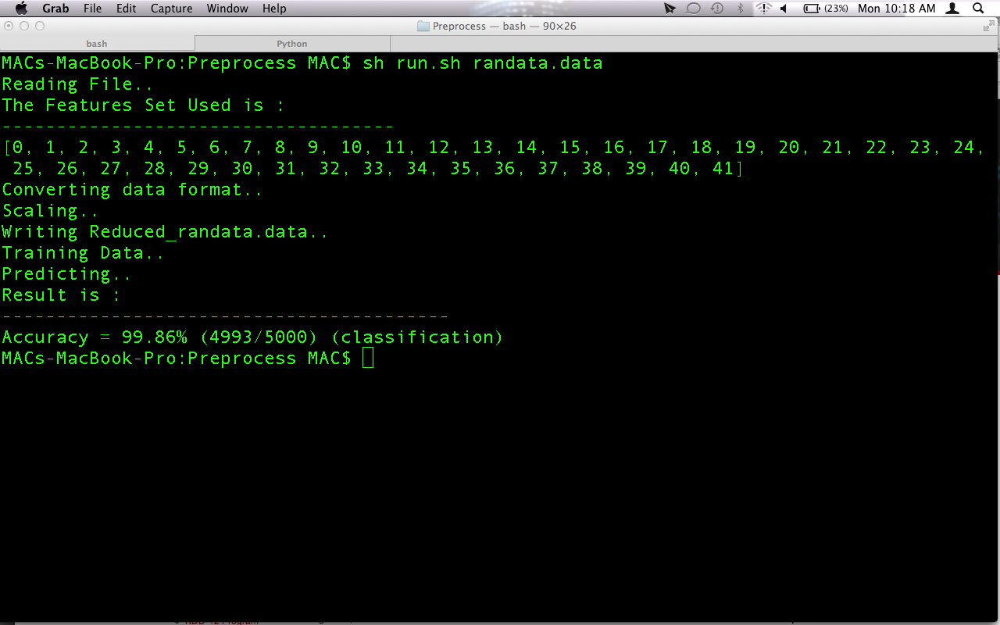 Grab File Edit Capture Window Help (23%) Mon 10:18 AM
Preprocess — bash — 90×26
bash Python
MACs-MacBook-Pro:Preprocess MAC$ sh run.sh randata.data
Reading File..
The Features Set Used is :
------------------------------------
[0, 1, 2, 3, 4, 5, 6, 7, 8, 9, 10, 11, 12, 13, 14, 15, 16, 17, 18, 19, 20, 21, 22, 23, 24,
25, 26, 27, 28, 29, 30, 31, 32, 33, 34, 35, 36, 37, 38, 39, 40, 41]
Converting data format..
Scaling..
Writing Reduced_randata.data..
Training Data..
Predicting..
Result is :
-----------------------------------------
Accuracy = 99.86% (4993/5000) (classification)
MACs-MacBook-Pro:Preprocess MAC$